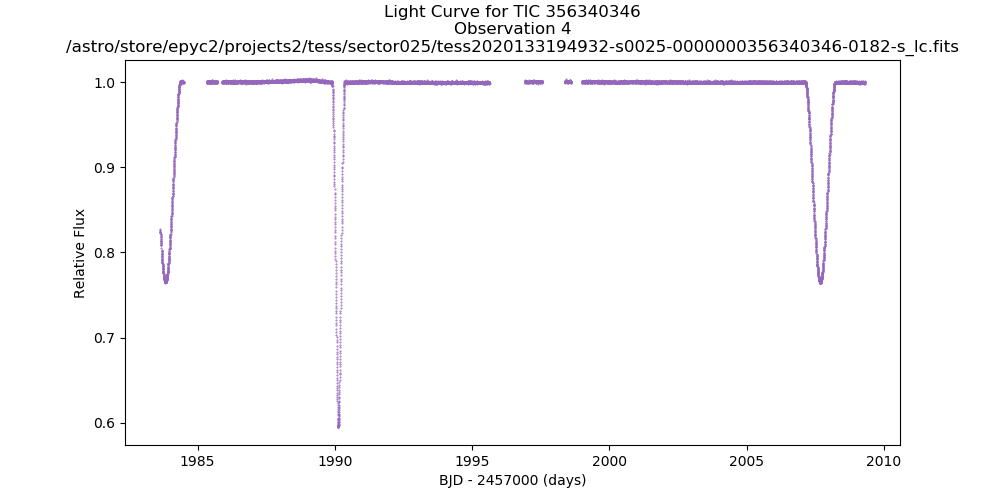 Light Curve for TIC 356340346
Observation 4
/astro/store/epyc2/projects2/tess/sector025/tess2020133194932-s0025-0000000356340346-0182-s_lc.fits
1.0
0.9
0.8
0.7
0.6
Relative Flux
1985
1990
1995
2000
2005
2010
BJD - 2457000 (days)